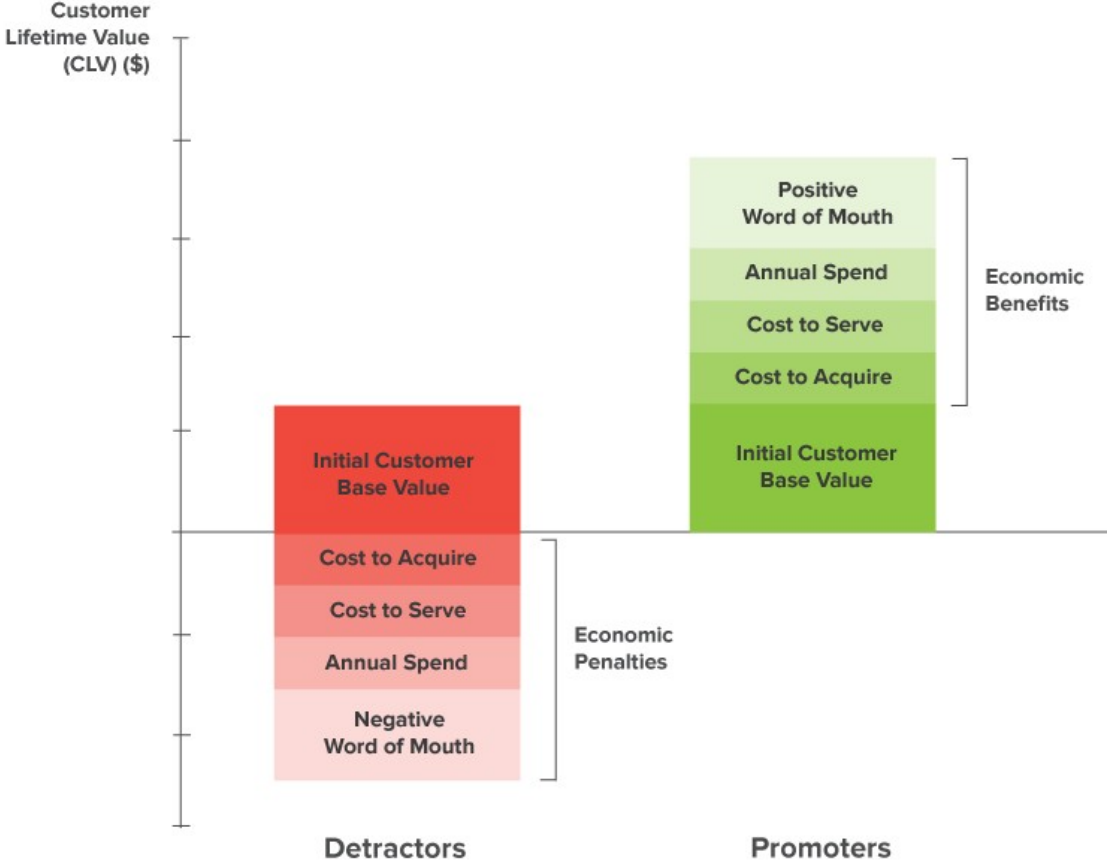 Customer
Lifetime Value
(CLV) ($)
Positive
Word of Mouth
Annual Spend
Cost to Serve
Cost to Acquire
Initial Customer
Base Value
Economic
Benefits
Initial Customer
Base Value
Cost to Acquire
Cost to Serve
Annual Spend
Negative
Word of Mouth
Economic
Penalties
Detractors
Promoters